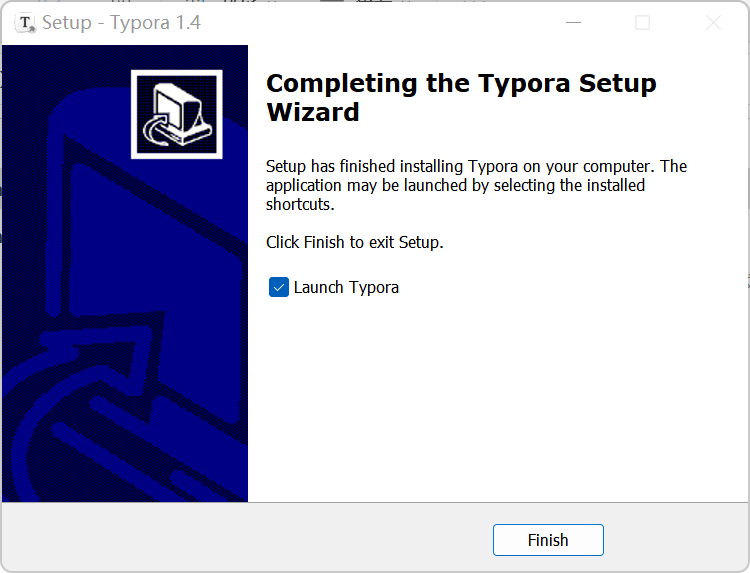 Setup - Typora 1.4
Completing the Typora Setup
Wizard
Setup has finished installing Typora on your computer. The
application may be launched by selecting the installed
shortcuts.
Click Finish to exit Setup.
Launch Typora
Finish